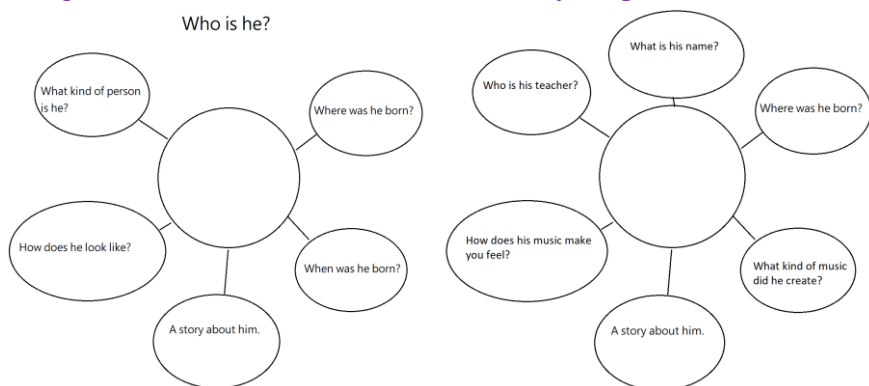 Who is he?
What kind of person
is he?
Where was he born?
How does he look like?
When was he born?
A story about him.
What is his name?
Who is his teacher?
Where was he born?
How does his music make
you feel?
What kind of music
did he create?
A story about him.